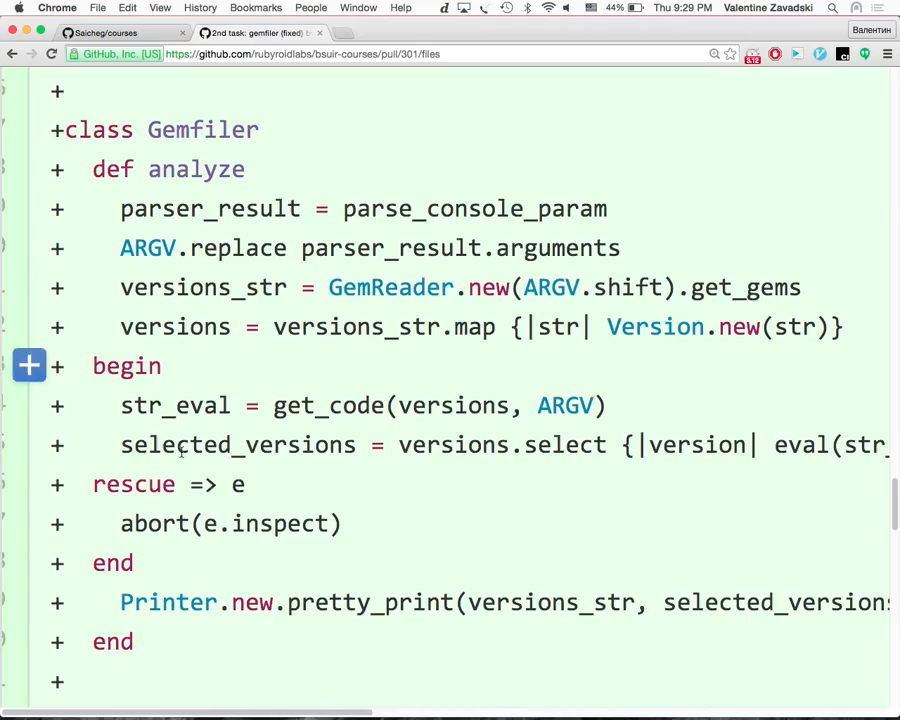 Chrome File Edit View History Bookmarks People Window Help 44% Thu 9:29 PM Valentine Zavadski
Saicheg/courses 2nd task: gemfiler (fixed) b Валентин
GitHub, Inc. [US] https://github.com/rubyroidlabs/bsuir-courses/pull/301/files
+
+class Gemfiler
+ def analyze
+ parser_result = parse_console_param
+ ARGV.replace parser_result.arguments
+ versions_str = GemReader.new(ARGV.shift).get_gems
+ versions = versions_str.map {|str| Version.new(str)}
+ begin
+ str_eval = get_code(versions, ARGV)
+ selected_versions = versions.select {|version| eval(str_
+ rescue => e
+ abort(e.inspect)
+ end
+ Printer.new.pretty_print(versions_str, selected_versions
+ end
+